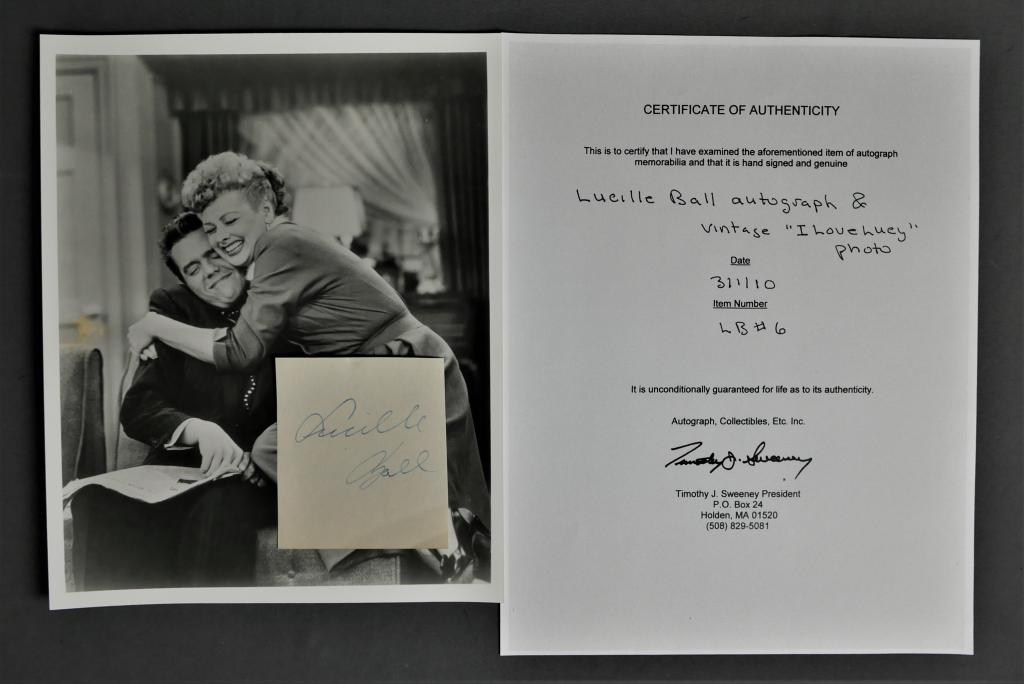 Lucille
Ball
CERTIFICATE OF AUTHENTICITY
This is to certify that I have examined the aforementioned item of autograph
memorabilia and that it is hand signed and genuine
Lucille Ball autograph &
vintage "I Love Lucy"
photo
Date
3/1/10
Item Number
LB#6
It is unconditionally guaranteed for life as to its authenticity.
Autograph, Collectibles, Etc. Inc.
Timothy J. Sweeney
Timothy J. Sweeney President
P.O. Box 24
Holden, MA 01520
(508) 829-5081